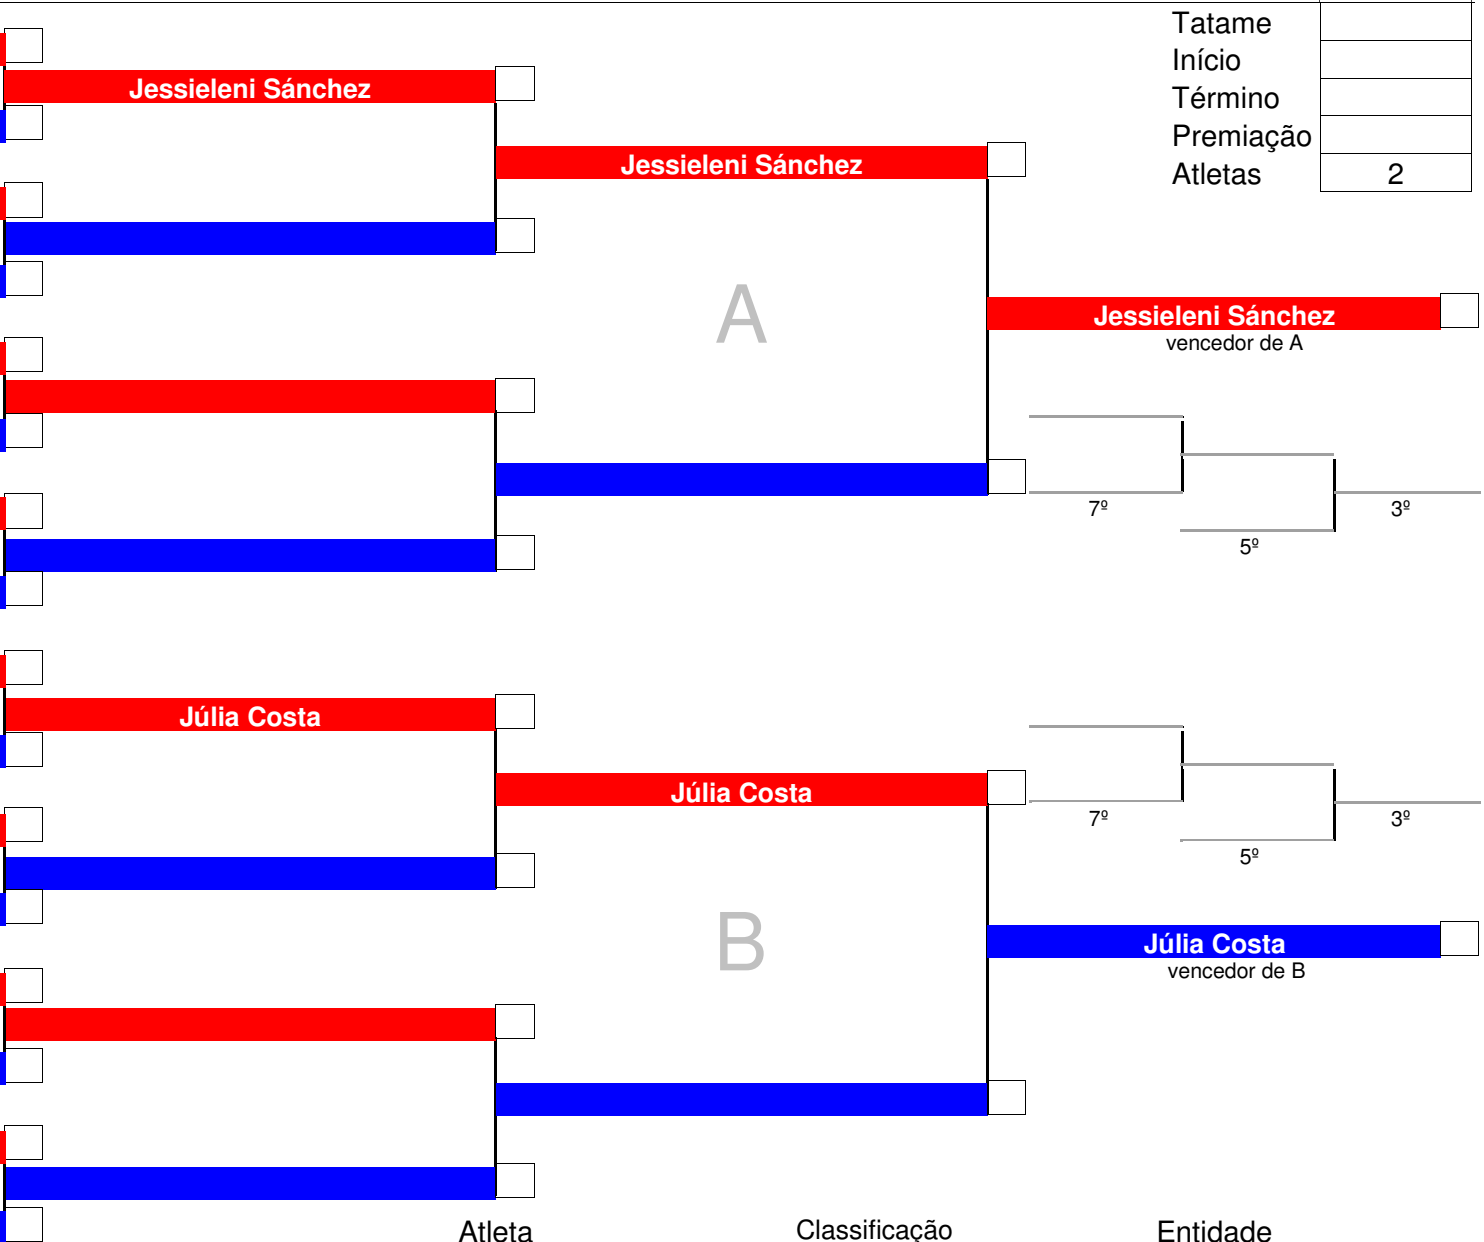 Tatame
Início
Término
Premiação
Atletas 2
Jessieleni Sánchez
Jessieleni Sánchez
A
Jessieleni Sánchez
vencedor de A
7º
3º
5º
Júlia Costa
Júlia Costa
7º
3º
5º
B
Júlia Costa
vencedor de B
Atleta Classificação Entidade